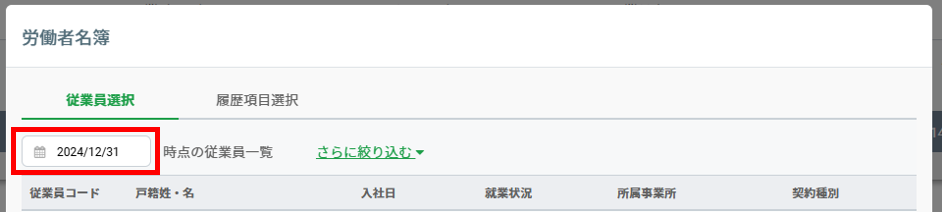 労働者名簿
従業員選択 履歴項目選択
2024/12/31 時点の従業員一覧 さらに絞り込む
従業員コード 戸籍姓・名 入社日 就業状況 所属事業所 契約種別